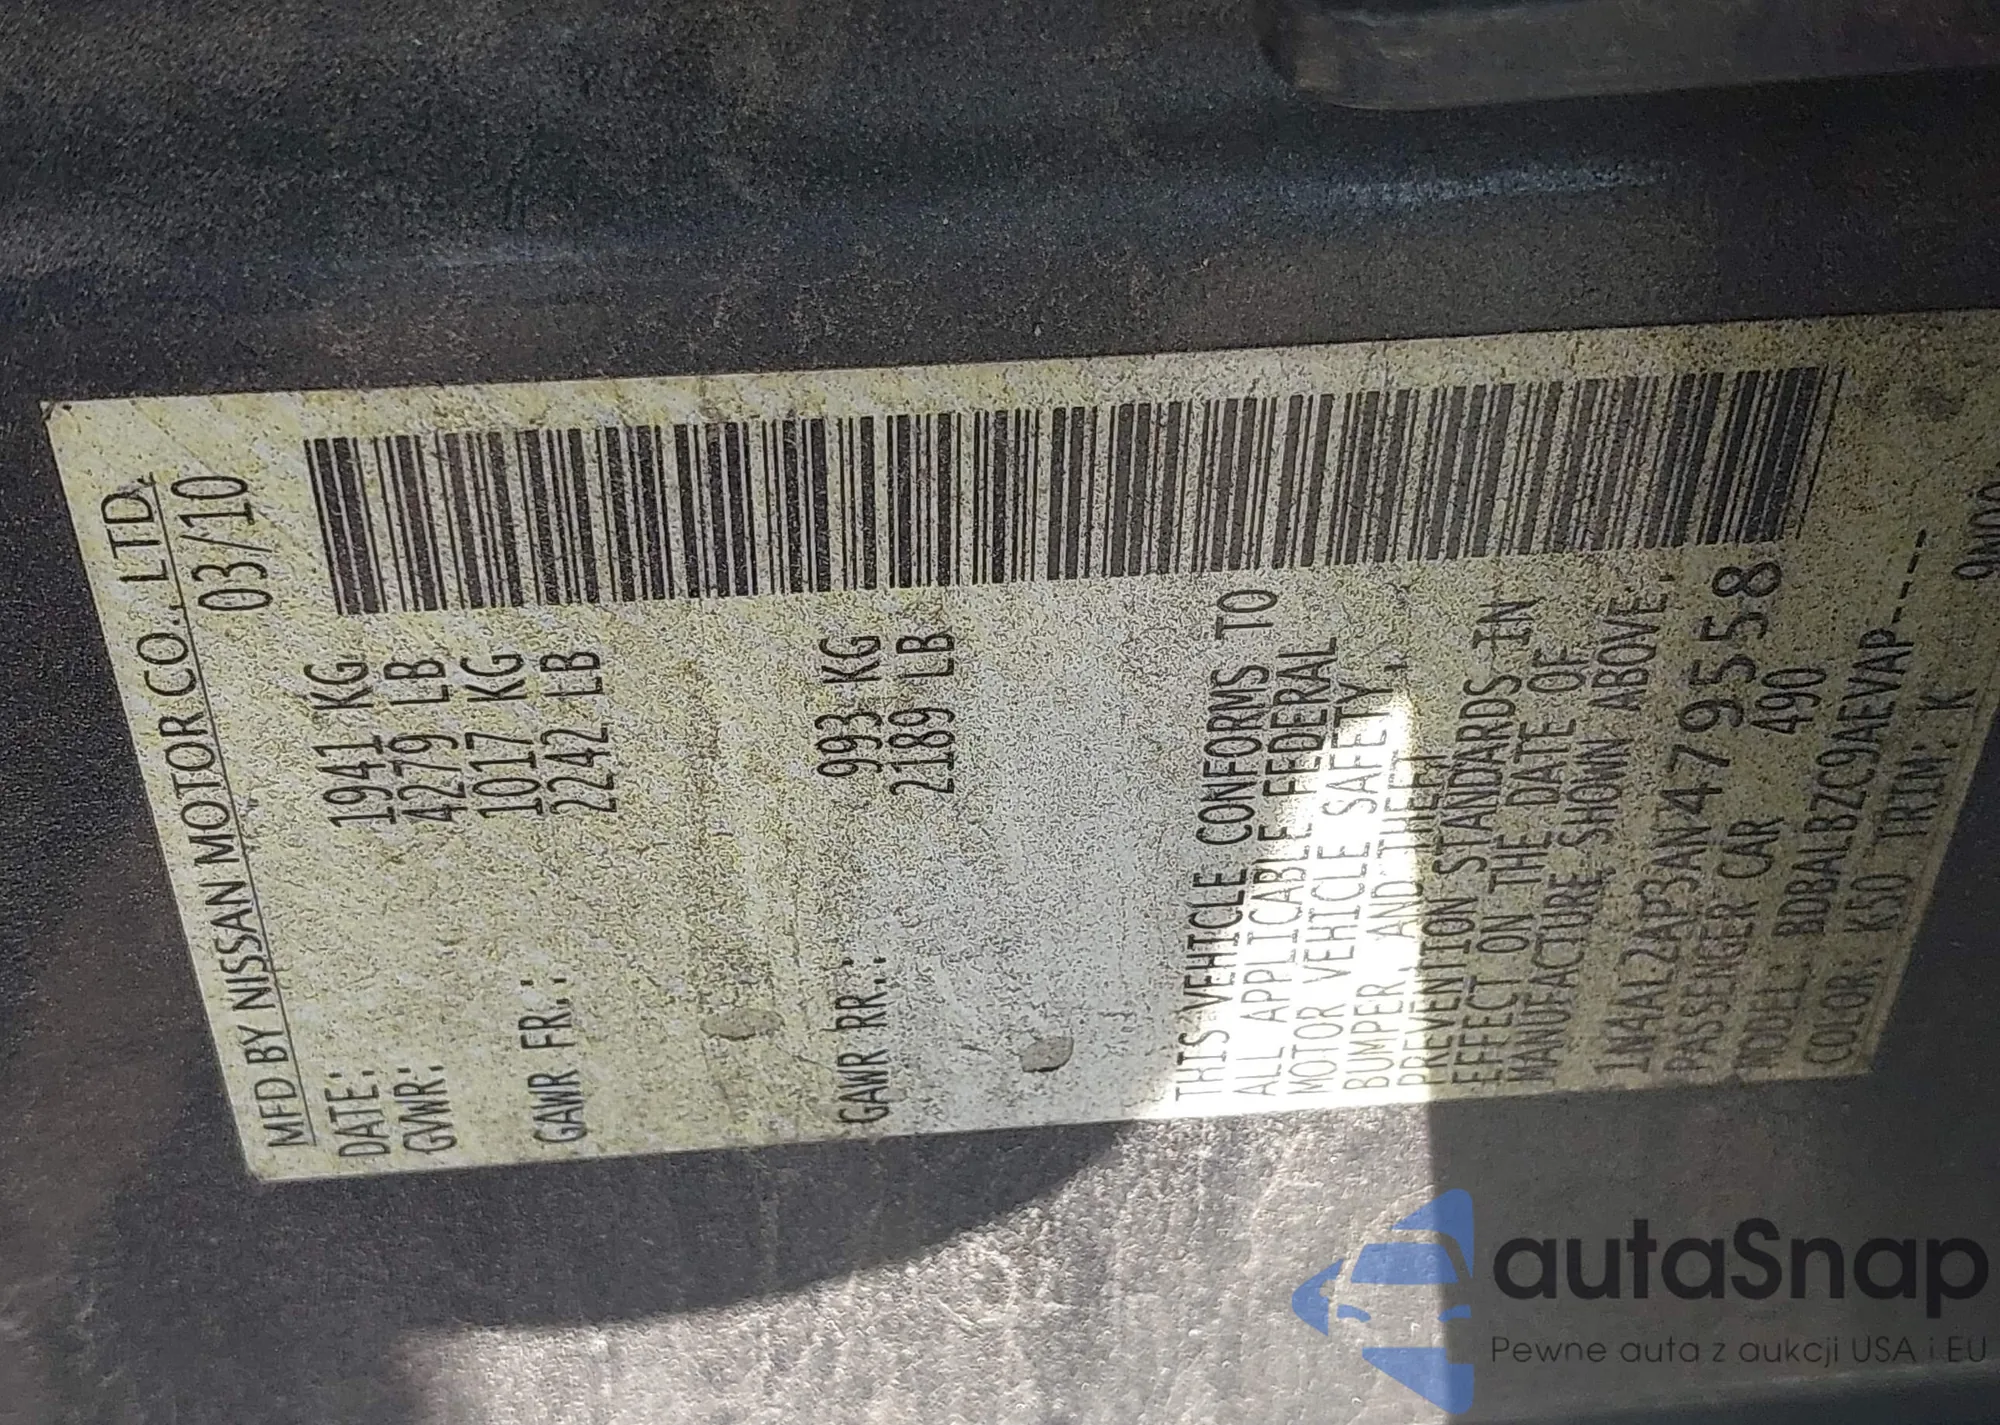 MFD BY NISSAN MOTOR CO., LTD.
DATE: 03/10
GVWR: 1941 KG
4279 LB
GAWR FR.: 1017 KG
2242 LB
GAWR RR.: 993 KG
2189 LB
THIS VEHICLE CONFORMS TO
ALL APPLICABLE FEDERAL
MOTOR VEHICLE SAFETY,
BUMPER, AND THEFT
PREVENTION STANDARDS IN
EFFECT ON THE DATE OF
MANUFACTURE SHOWN ABOVE.
1N4AL2AP3AN479558
PASSENGER CAR 490
MODEL: BDBALBZC9AEVAP----
COLOR: K50 TRIM: K
autaSnap
Pewne auta z aukcji USA i EU